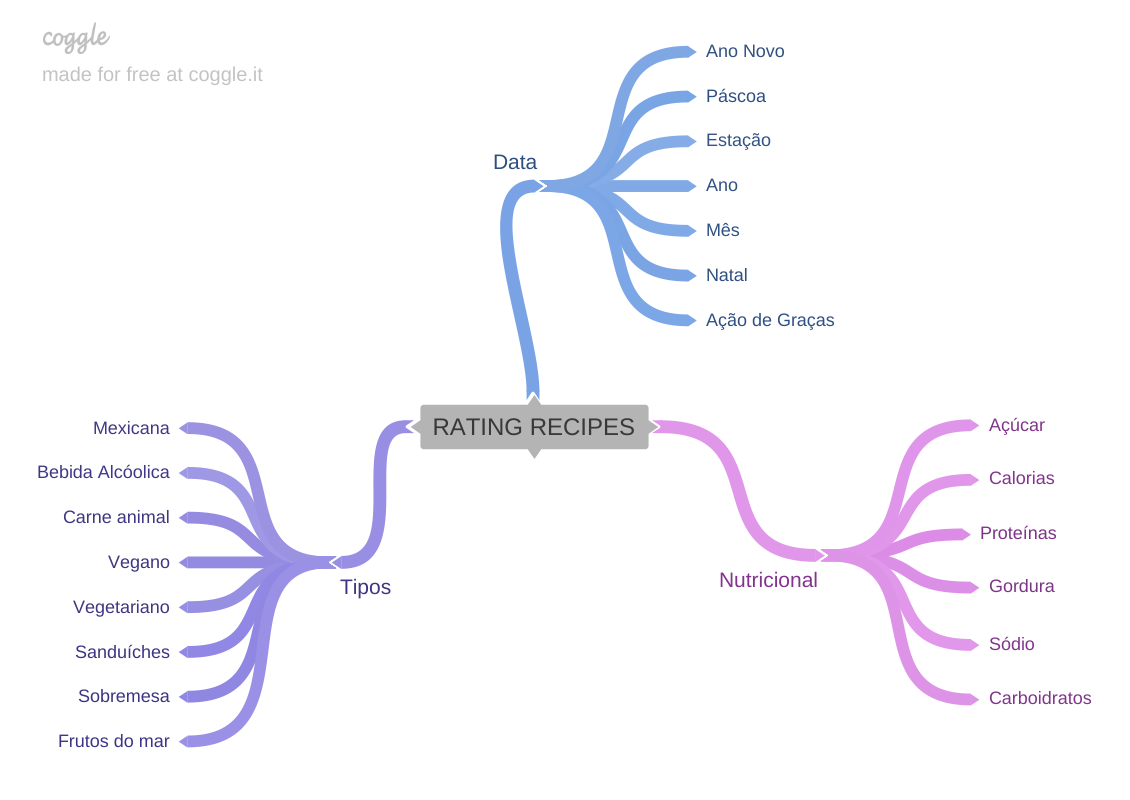 coggle
made for free at coggle.it
Ano Novo
Páscoa
Estação
Data
Ano
Mês
Natal
Ação de Graças
RATING RECIPES
Mexicana
Bebida Alcóolica
Carne animal
Vegano
Tipos
Vegetariano
Sanduíches
Sobremesa
Frutos do mar
Açúcar
Calorias
Proteínas
Nutricional
Gordura
Sódio
Carboidratos